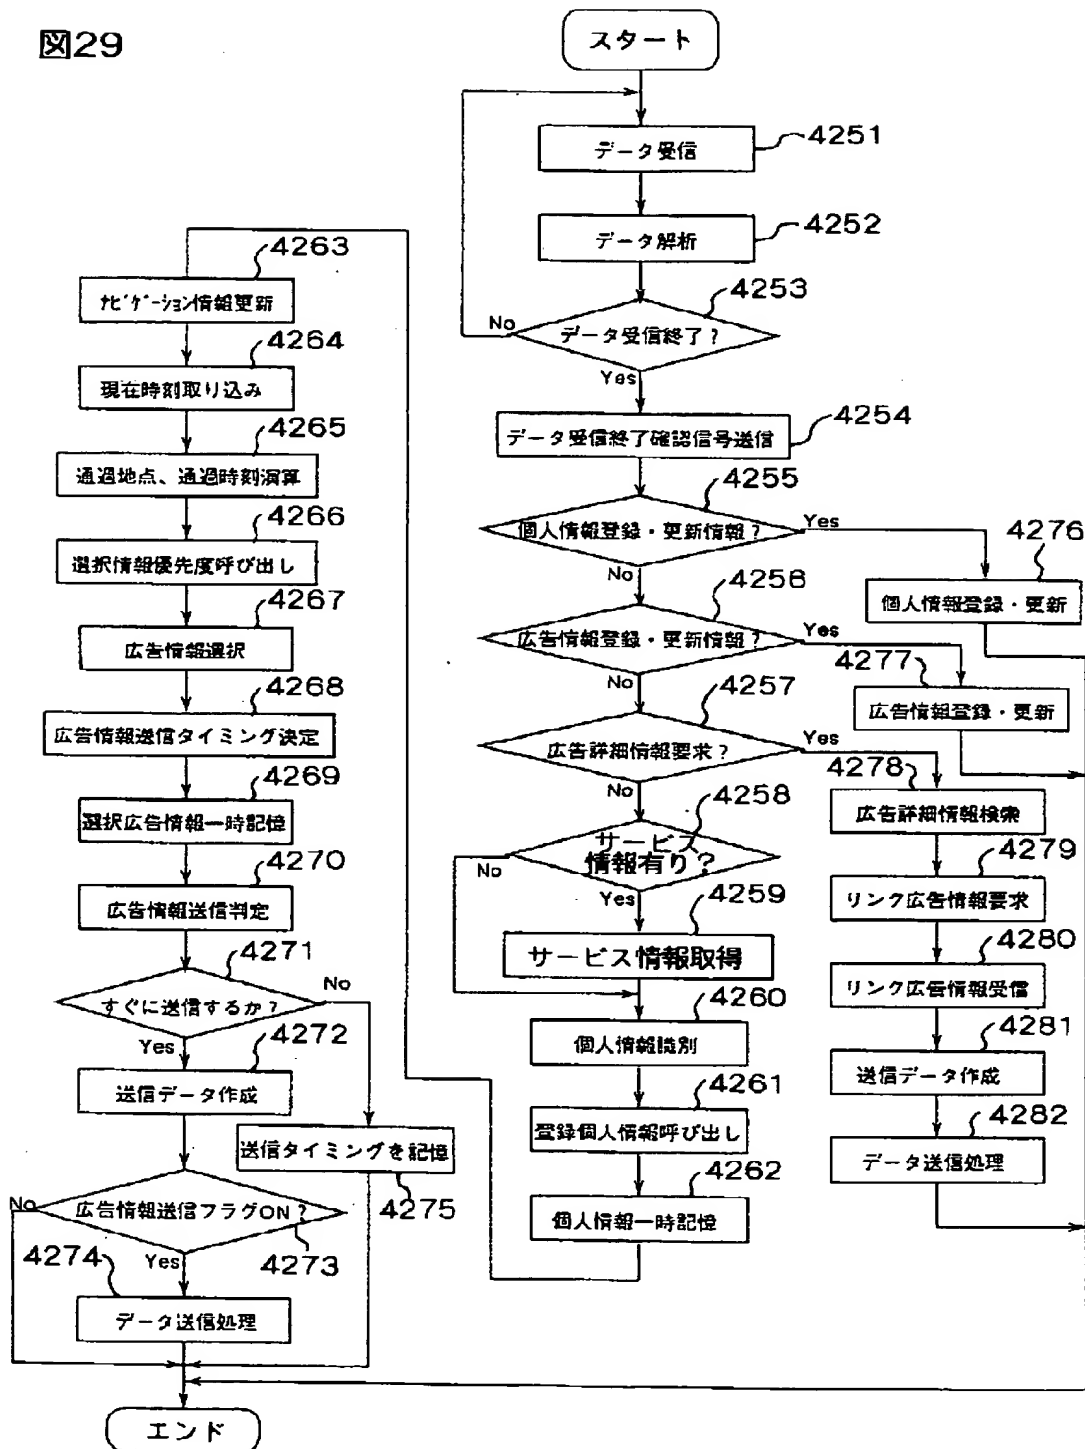 図29
スタート
4251
データ受信
4252
データ解析
4253
データ受信終了?
No
Yes
4254
データ受信終了確認信号送信
4255
個人情報登録・更新情報?
Yes
No
4276
個人情報登録・更新
4256
広告情報登録・更新情報?
Yes
No
4277
広告情報登録・更新
4257
広告詳細情報要求?
Yes
No
4278
広告詳細情報検索
4279
リンク広告情報要求
4280
リンク広告情報受信
4281
送信データ作成
4282
データ送信処理
4258
サービス
情報有り?
No
Yes
4259
サービス情報取得
4260
個人情報識別
4261
登録個人情報呼び出し
4262
個人情報一時記憶
4263
ナビゲーション情報更新
4264
現在時刻取り込み
4265
通過地点、通過時刻演算
4266
選択情報優先度呼び出し
4267
広告情報選択
4268
広告情報送信タイミング決定
4269
選択広告情報一時記憶
4270
広告情報送信判定
4271
すぐに送信するか?
No
Yes
4272
送信データ作成
送信タイミングを記憶
4275
広告情報送信フラグON?
No
4273
Yes
4274
データ送信処理
エンド